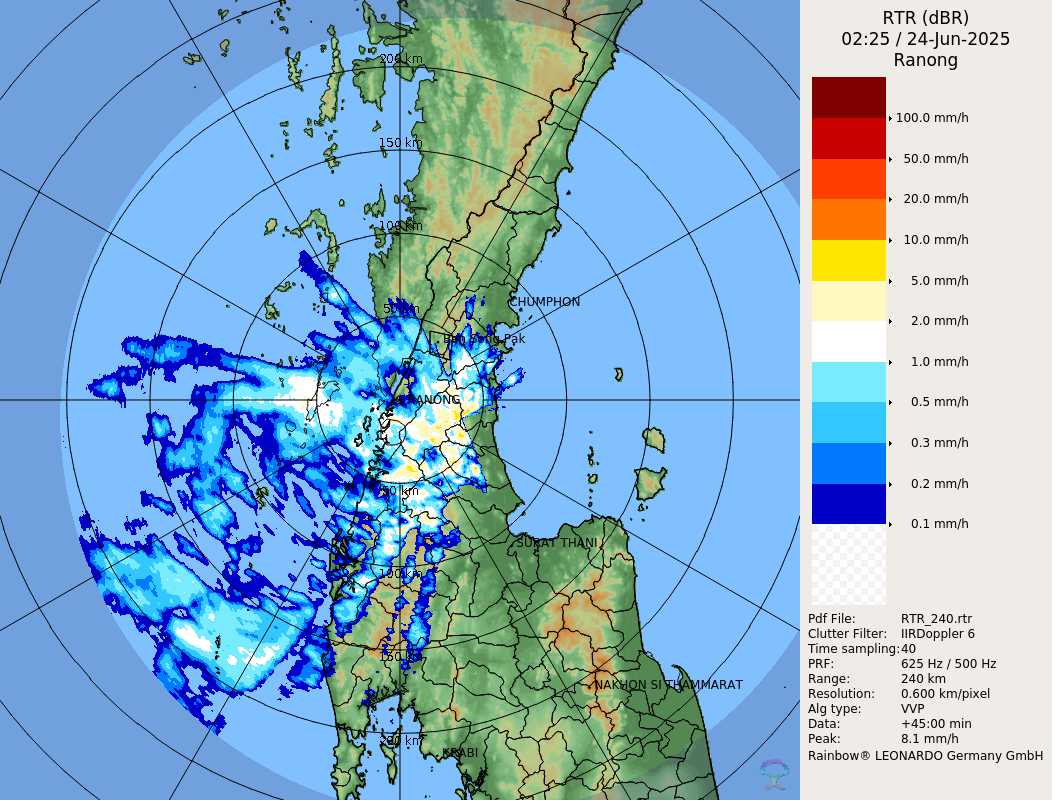 RTR (dBR)
02:25 / 24-Jun-2025
Ranong
100.0 mm/h
50.0 mm/h
20.0 mm/h
10.0 mm/h
5.0 mm/h
2.0 mm/h
1.0 mm/h
0.5 mm/h
0.3 mm/h
0.2 mm/h
0.1 mm/h
Pdf File: RTR_240.rtr
Clutter Filter: IIRDoppler 6
Time sampling: 40
PRF: 625 Hz / 500 Hz
Range: 240 km
Resolution: 0.600 km/pixel
Alg type: VVP
Data: +45:00 min
Peak: 8.1 mm/h
Rainbow® LEONARDO Germany GmbH
200 km
150 km
100 km
50 km
CHUMPHON
RANONG
50 km
SURAT THANI
100 km
150 km
NAKHON SI THAMMARAT
200 km
KRABI